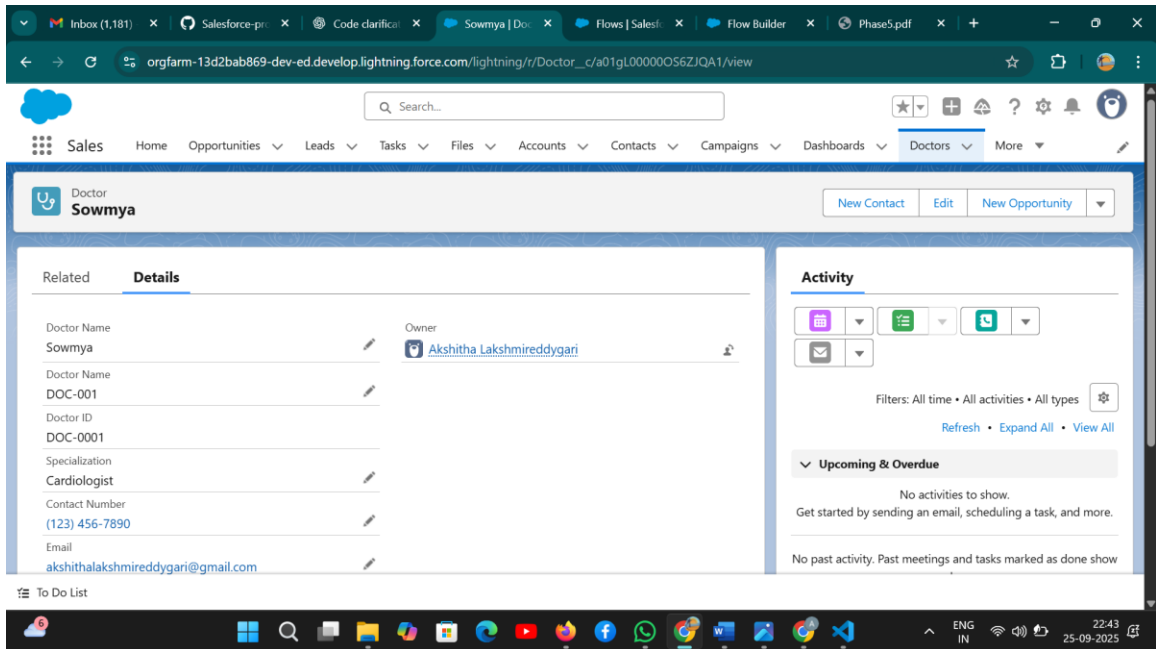 Inbox (1,181)
Salesforce-pro
Code clarificat
Sowmya | Doc
Flows | Salesfo
Flow Builder
Phase5.pdf
orgfarm-13d2bab869-dev-ed.develop.lightning.force.com/lightning/r/Doctor__c/a01gL00000OS6ZJQA1/view
Search...
Sales Home Opportunities Leads Tasks Files Accounts Contacts Campaigns Dashboards Doctors More
Doctor
Sowmya
New Contact Edit New Opportunity
Related Details
Doctor Name
Sowmya
Doctor Name
DOC-001
Doctor ID
DOC-0001
Specialization
Cardiologist
Contact Number
(123) 456-7890
Email
akshithalakshmireddygari@gmail.com
Owner
Akshitha Lakshmireddygari
Activity
Filters: All time • All activities • All types
Refresh • Expand All • View All
Upcoming & Overdue
No activities to show.
Get started by sending an email, scheduling a task, and more.
No past activity. Past meetings and tasks marked as done show
To Do List
6
ENG
IN
22:43
25-09-2025